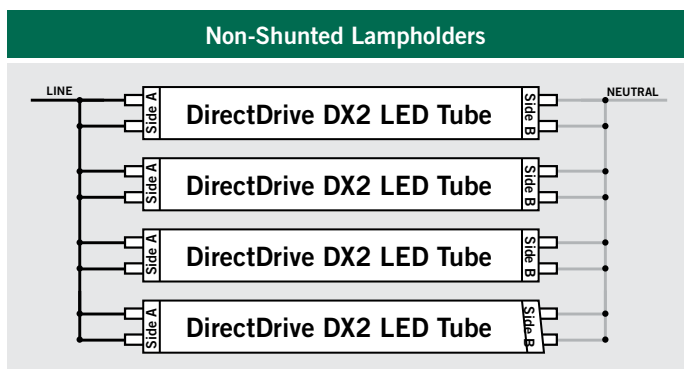 Non-Shunted Lampholders
LINE
NEUTRAL
Side A
DirectDrive DX2 LED Tube
Side B
Side A
DirectDrive DX2 LED Tube
Side B
Side A
DirectDrive DX2 LED Tube
Side B
Side A
DirectDrive DX2 LED Tube
Side B